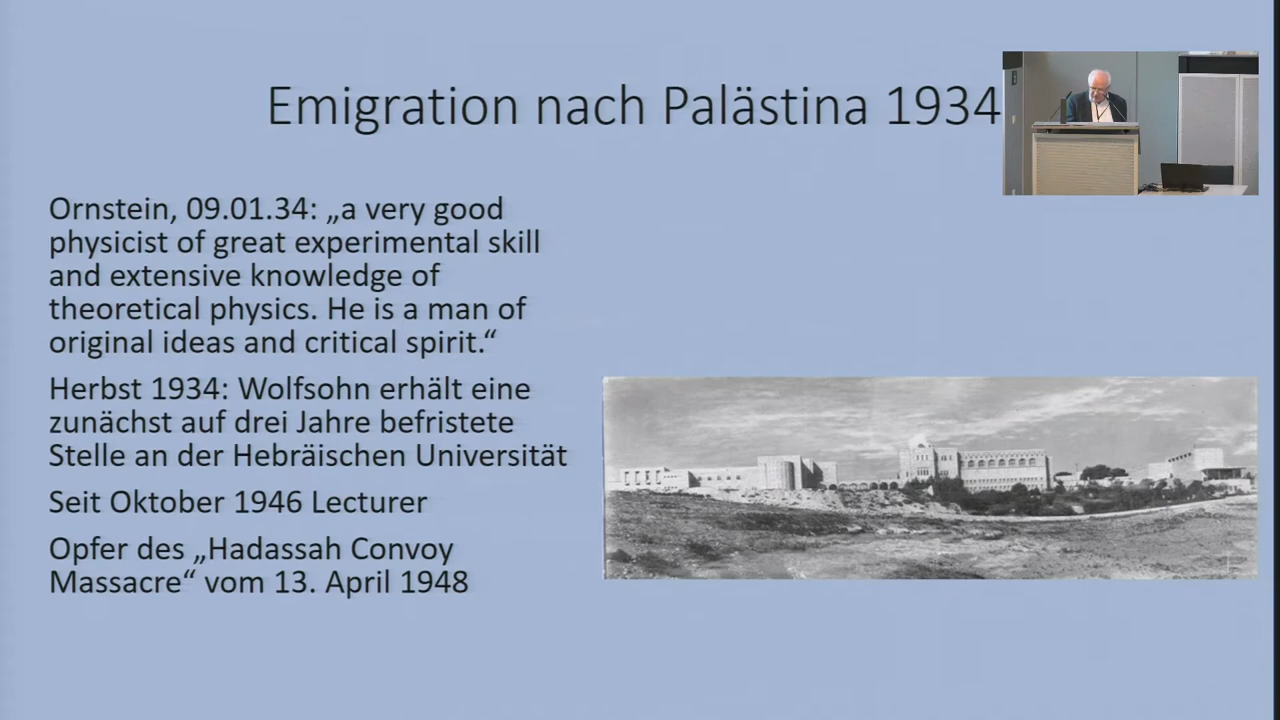 Emigration nach Palästina 1934
Ornstein, 09.01.34: „a very good
physicist of great experimental skill
and extensive knowledge of
theoretical physics. He is a man of
original ideas and critical spirit.“
Herbst 1934: Wolfsohn erhält eine
zunächst auf drei Jahre befristete
Stelle an der Hebräischen Universität
Seit Oktober 1946 Lecturer
Opfer des „Hadassah Convoy
Massacre“ vom 13. April 1948